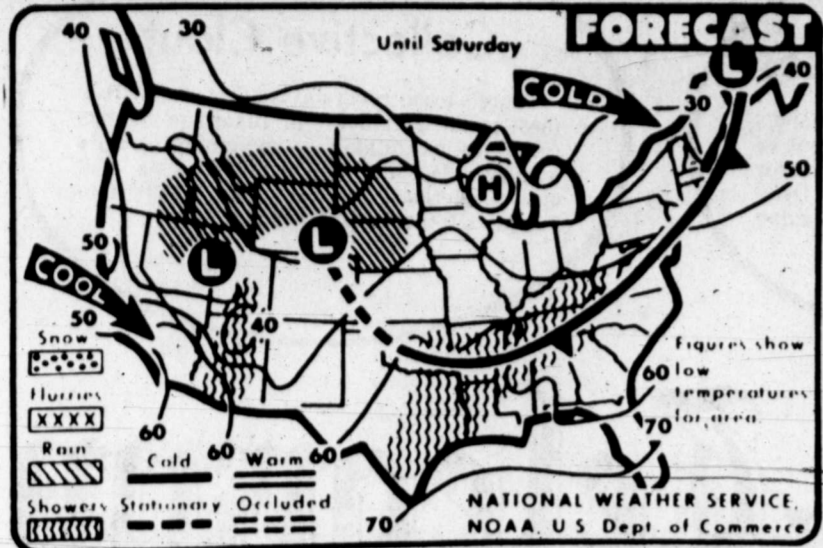 FORECAST
Until Saturday
40
30
L
40
COLD
30
50
H
50
L
L
COOL
50
40
Snow
Flurries
XXXX
Rain
Showers
60
60
60
Cold
Warm
Stationary
Occluded
70
Figures show
60 low
temperatures
70 for area
NATIONAL WEATHER SERVICE,
NOAA, U S Dept. of Commerce